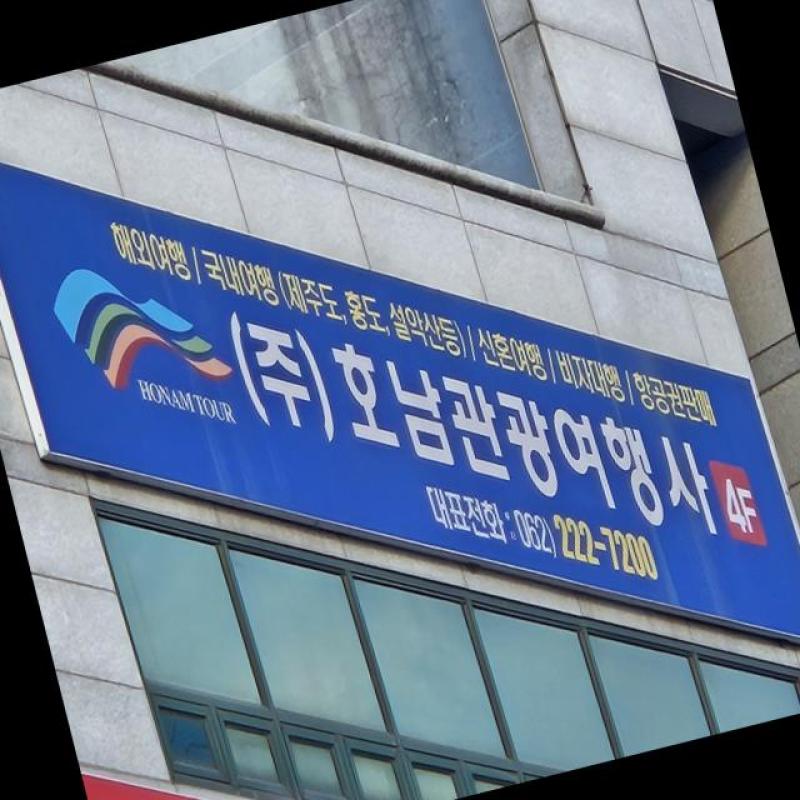 해외여행 | 국내여행 (제주도, 홍도, 설악산등) | 신혼여행 | 비자대행 | 항공권판매
HONAM TOUR
(주)호남관광여행사 4F
대표전화 : 062) 222-7200